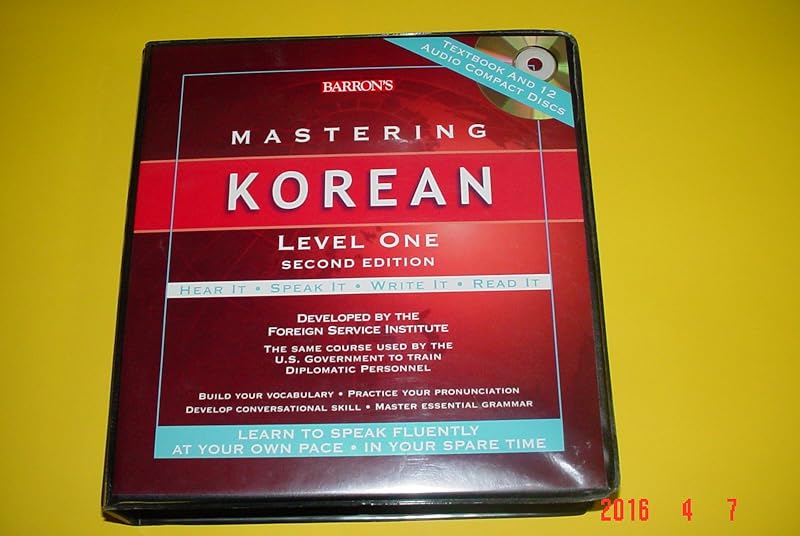 TEXTBOOK AND 12
AUDIO COMPACT DISCS
BARRON'S
MASTERING
KOREAN
LEVEL ONE
SECOND EDITION
HEAR IT • SPEAK IT • WRITE IT • READ IT
DEVELOPED BY THE
FOREIGN SERVICE INSTITUTE
THE SAME COURSE USED BY THE
U.S. GOVERNMENT TO TRAIN
DIPLOMATIC PERSONNEL
BUILD YOUR VOCABULARY • PRACTICE YOUR PRONUNCIATION
DEVELOP CONVERSATIONAL SKILL • MASTER ESSENTIAL GRAMMAR
LEARN TO SPEAK FLUENTLY
AT YOUR OWN PACE • IN YOUR SPARE TIME
2016 4 7